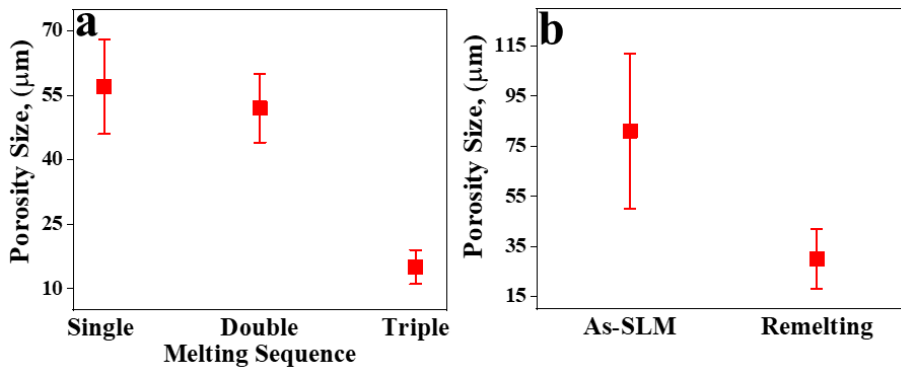 a
Porosity Size, (μm)
70
55
40
25
10
Single Double Triple
Melting Sequence
b
Porosity Size, (μm)
115
95
75
55
35
15
As-SLM Remelting